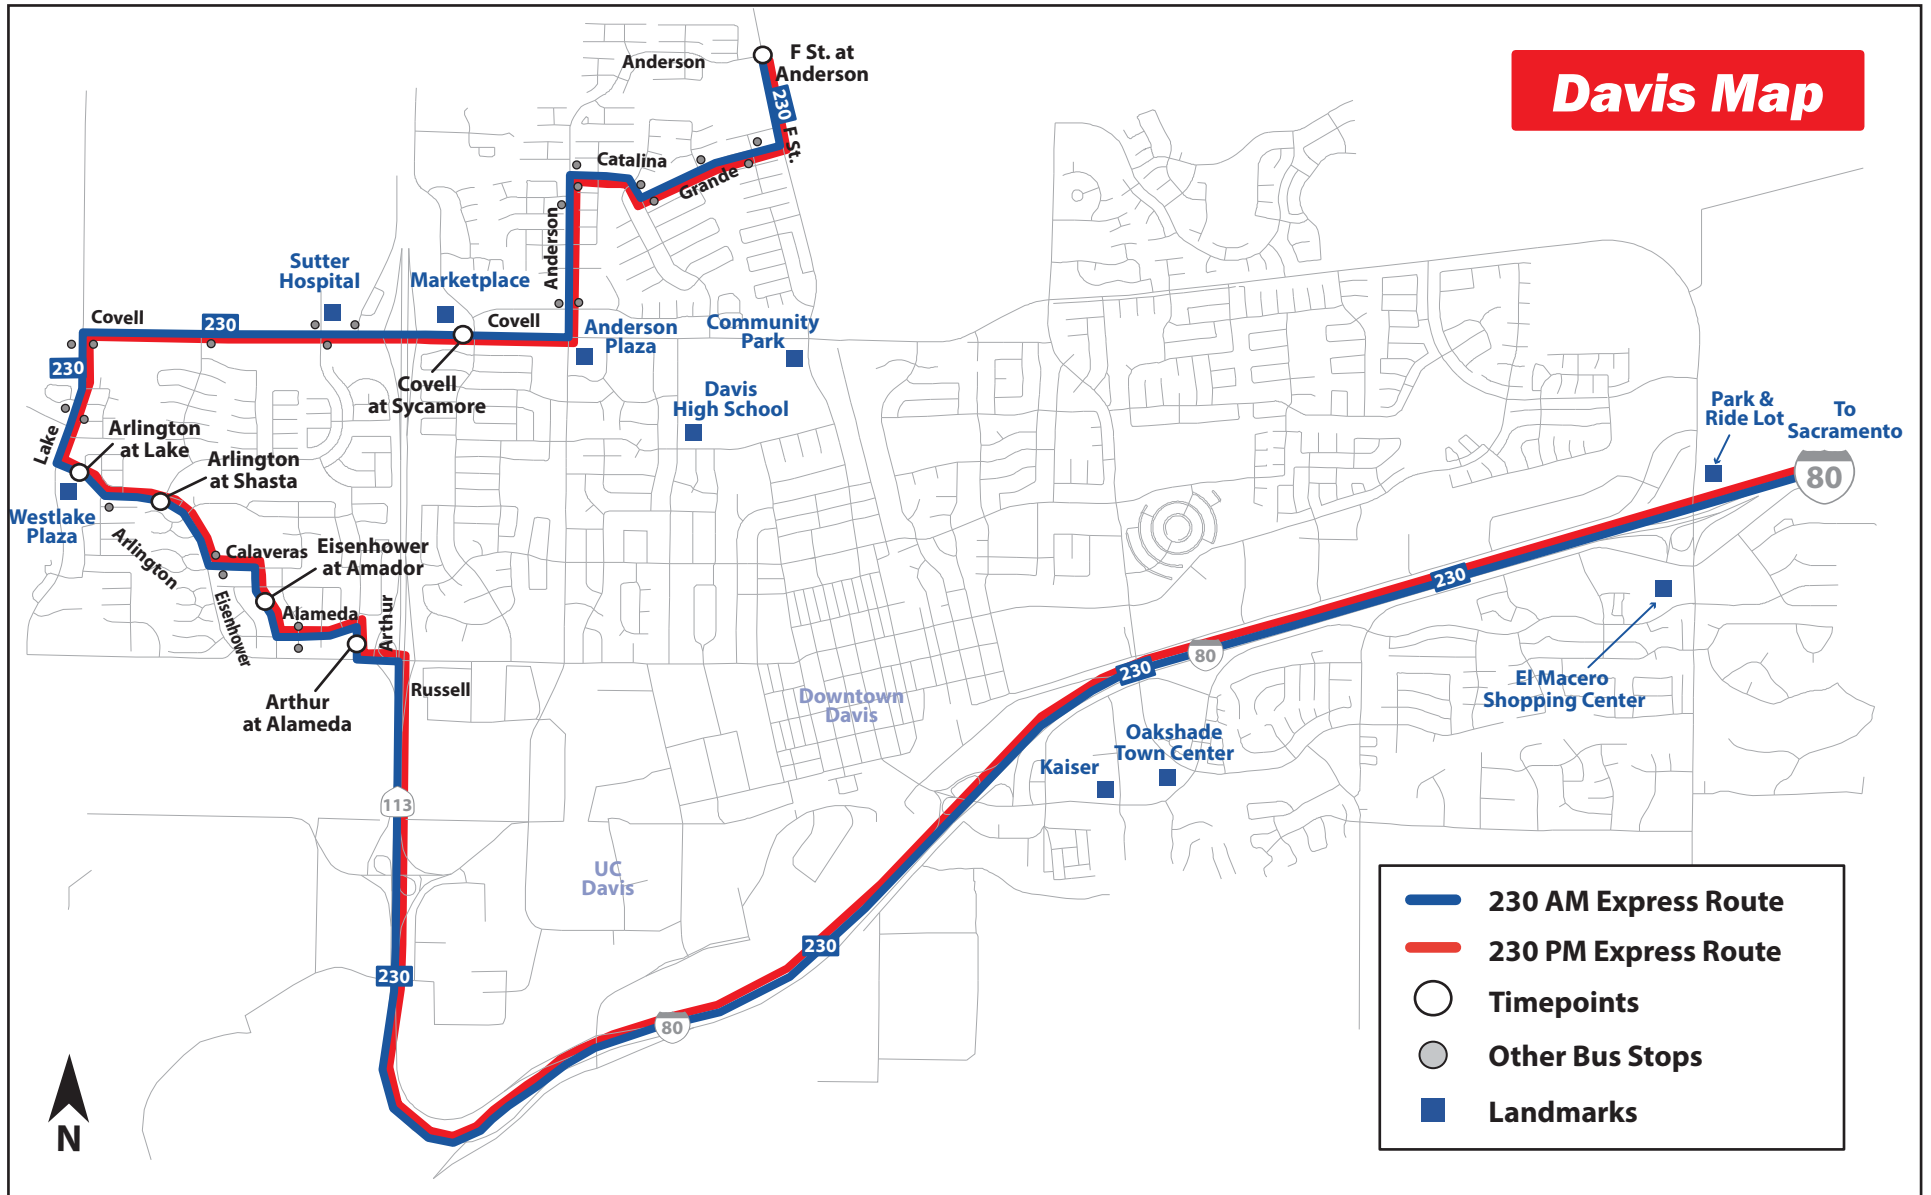 Davis Map
F St. at
Anderson
Anderson
230
F St.
Catalina
Grande
Anderson
Sutter
Hospital
Marketplace
Covell
230
Covell
Anderson
Plaza
Community
Park
230
Covell
at Sycamore
Davis
High School
Park &
Ride Lot
To
Sacramento
80
Lake
Arlington
at Lake
Arlington
at Shasta
Westlake
Plaza
Arlington
Calaveras
Eisenhower
at Amador
Eisenhower
Alameda
Arthur
Russell
Arthur
at Alameda
230
80
230
El Macero
Shopping Center
Downtown
Davis
Oakshade
Town Center
Kaiser
113
UC
Davis
230
230
80
230 AM Express Route
230 PM Express Route
Timepoints
Other Bus Stops
Landmarks
N